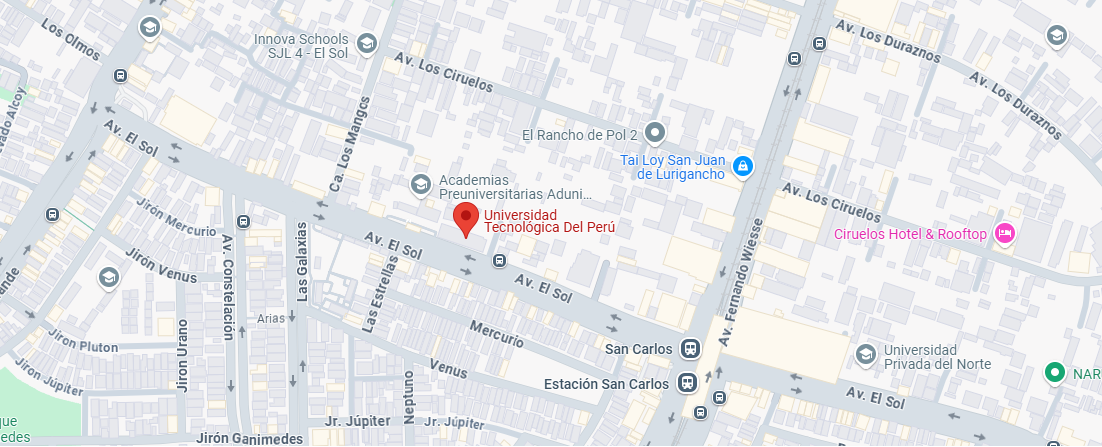 Los Olmos
Innova Schools
SJL 4 - El Sol
Av. Los Ciruelos
Av. Los Duraznos
Av. Los Duraznos
Alcoy
Av. El Sol
Ca. Los Mangos
El Rancho de Pol 2
Tai Loy San Juan
de Lurigancho
Academias
Preuniversitarias Aduni...
Universidad
Tecnológica Del Perú
Av. Los Ciruelos
Ciruelos Hotel & Rooftop
Jirón Mercurio
Av. Constelación
Las Galaxias
Av. El Sol
Jirón Venus
Las Estrellas
Av. El Sol
Av. Fernando Wiesse
Arias
Mercurio
San Carlos
Estación San Carlos
Universidad
Privada del Norte
NAR
Jiron Pluton
Jiron Urano
Venus
Neptuno
Jirón Júpiter
Jr. Júpiter
Jr. Júpiter
Av. El Sol
Jirón Ganimedes